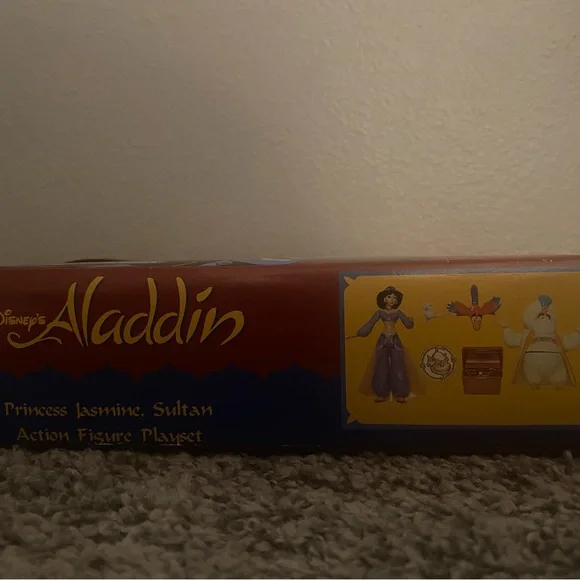 Disney's Aladdin
Princess Jasmine, Sultan
Action Figure Playset